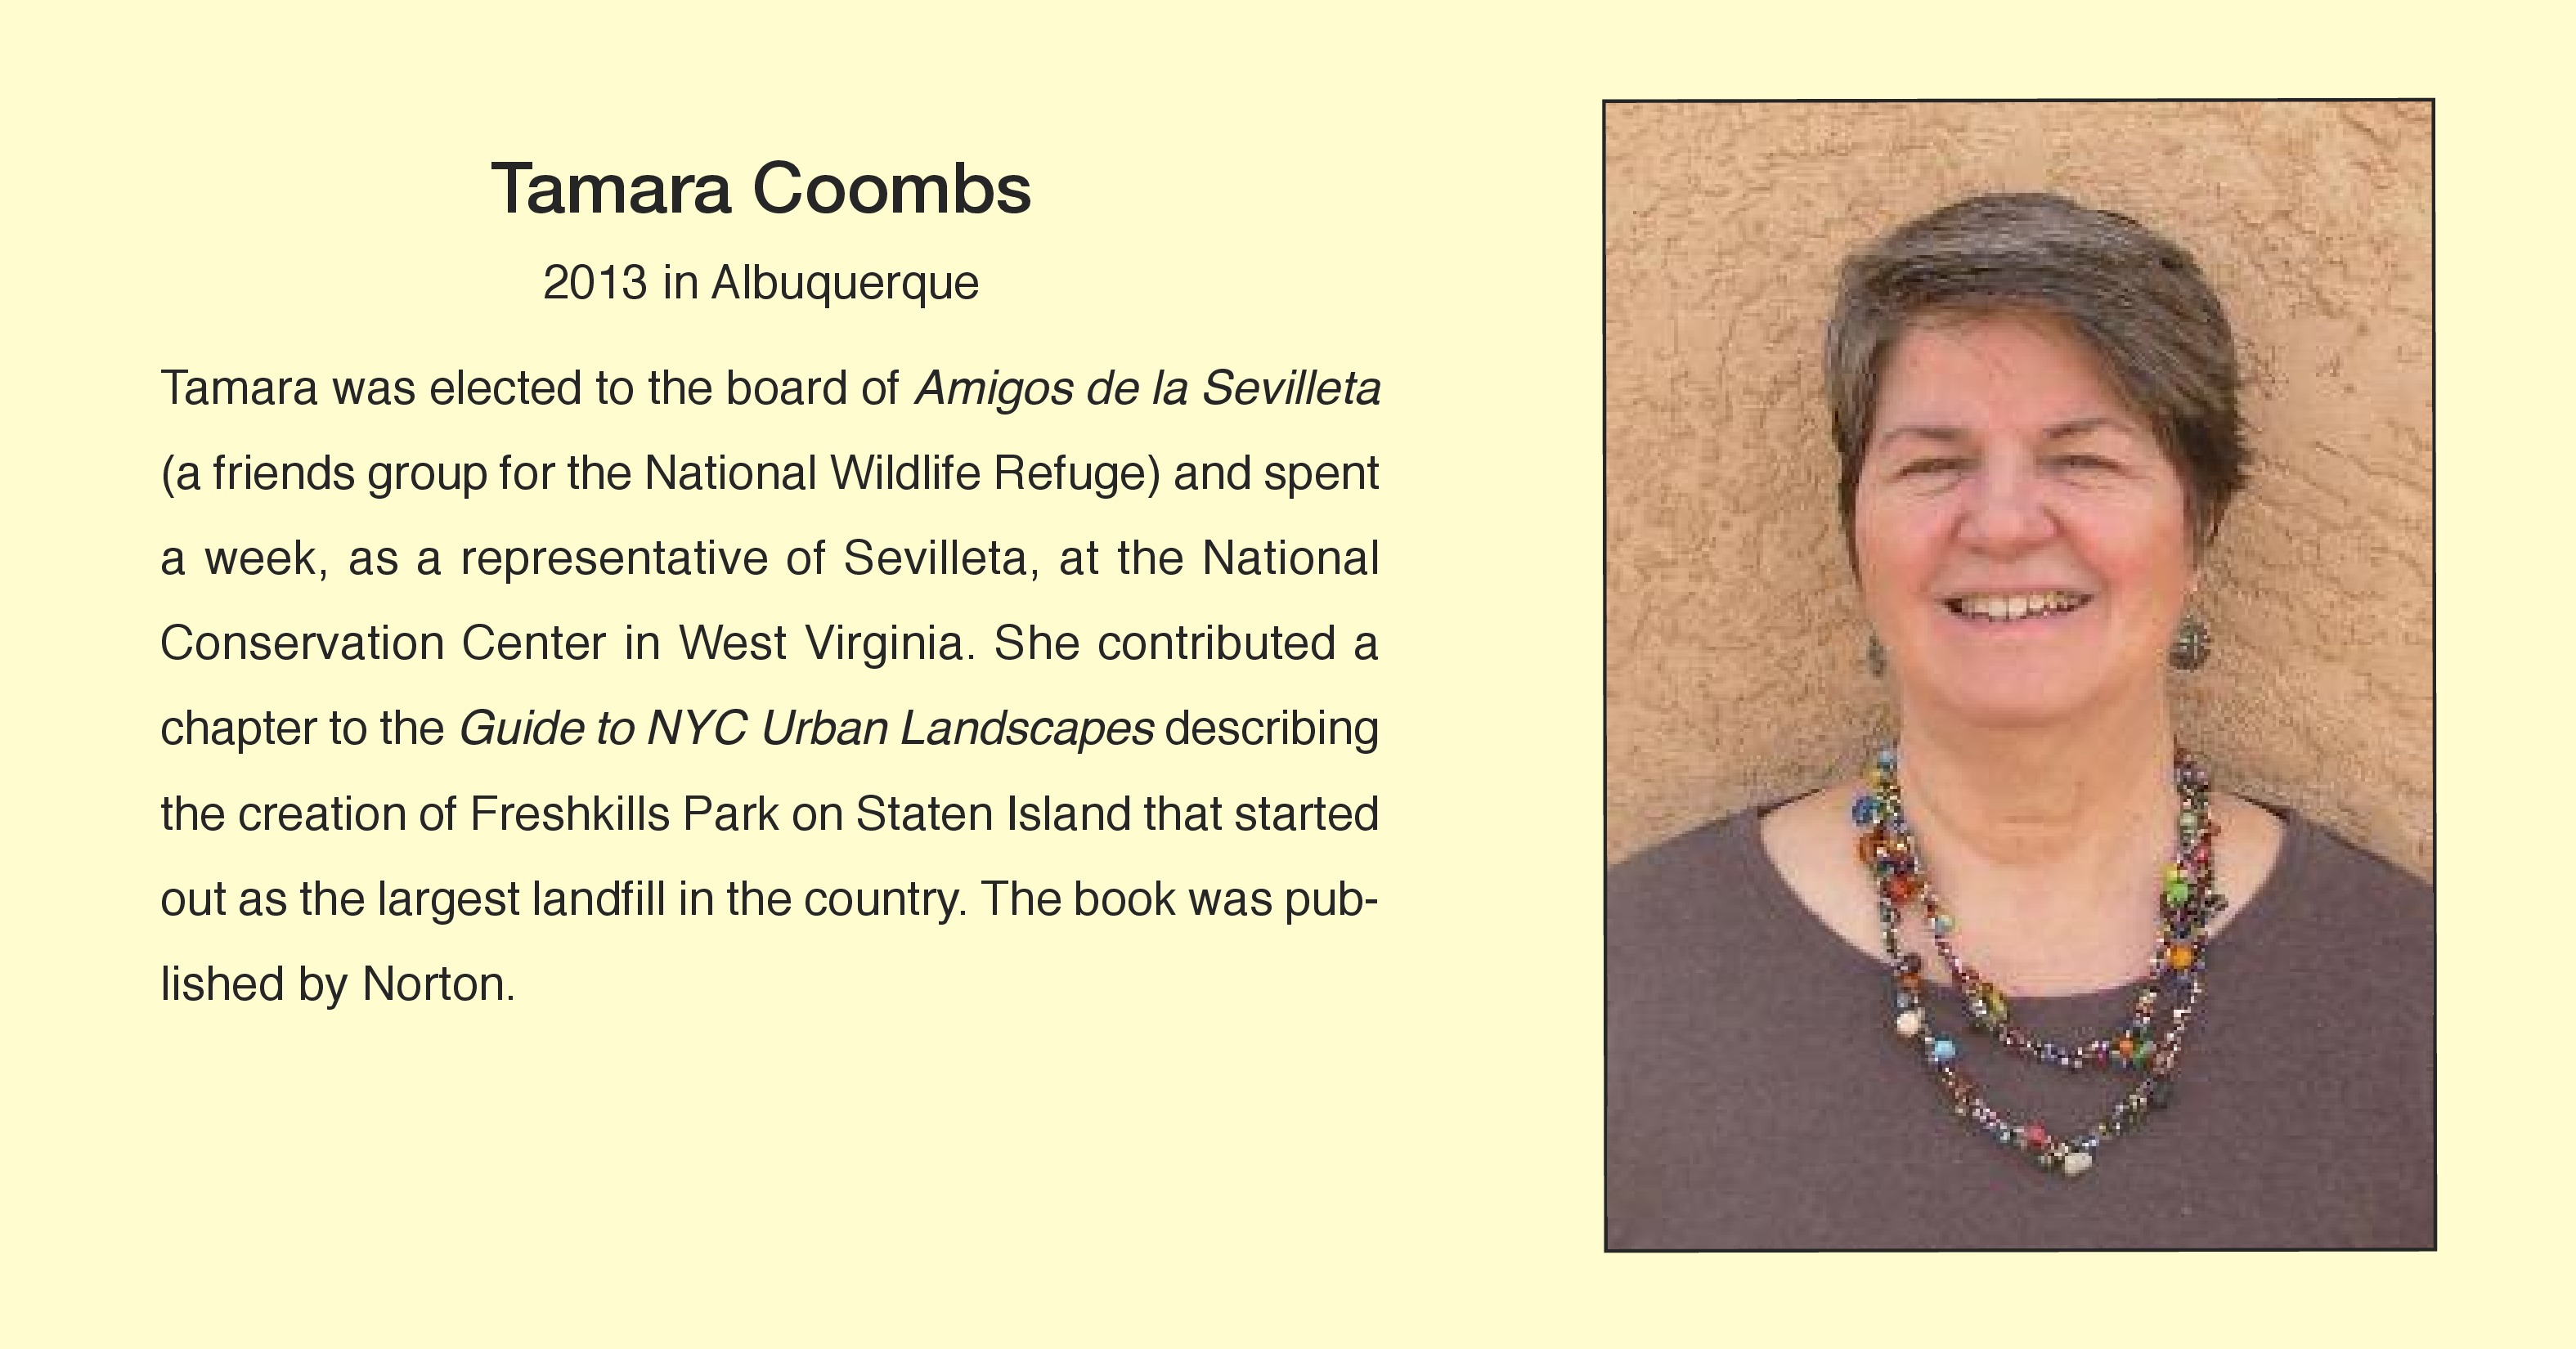 Tamara Coombs
2013 in Albuquerque
Tamara was elected to the board of Amigos de la Sevilleta
(a friends group for the National Wildlife Refuge) and spent
a week, as a representative of Sevilleta, at the National
Conservation Center in West Virginia. She contributed a
chapter to the Guide to NYC Urban Landscapes describing
the creation of Freshkills Park on Staten Island that started
out as the largest landfill in the country. The book was pub-
lished by Norton.